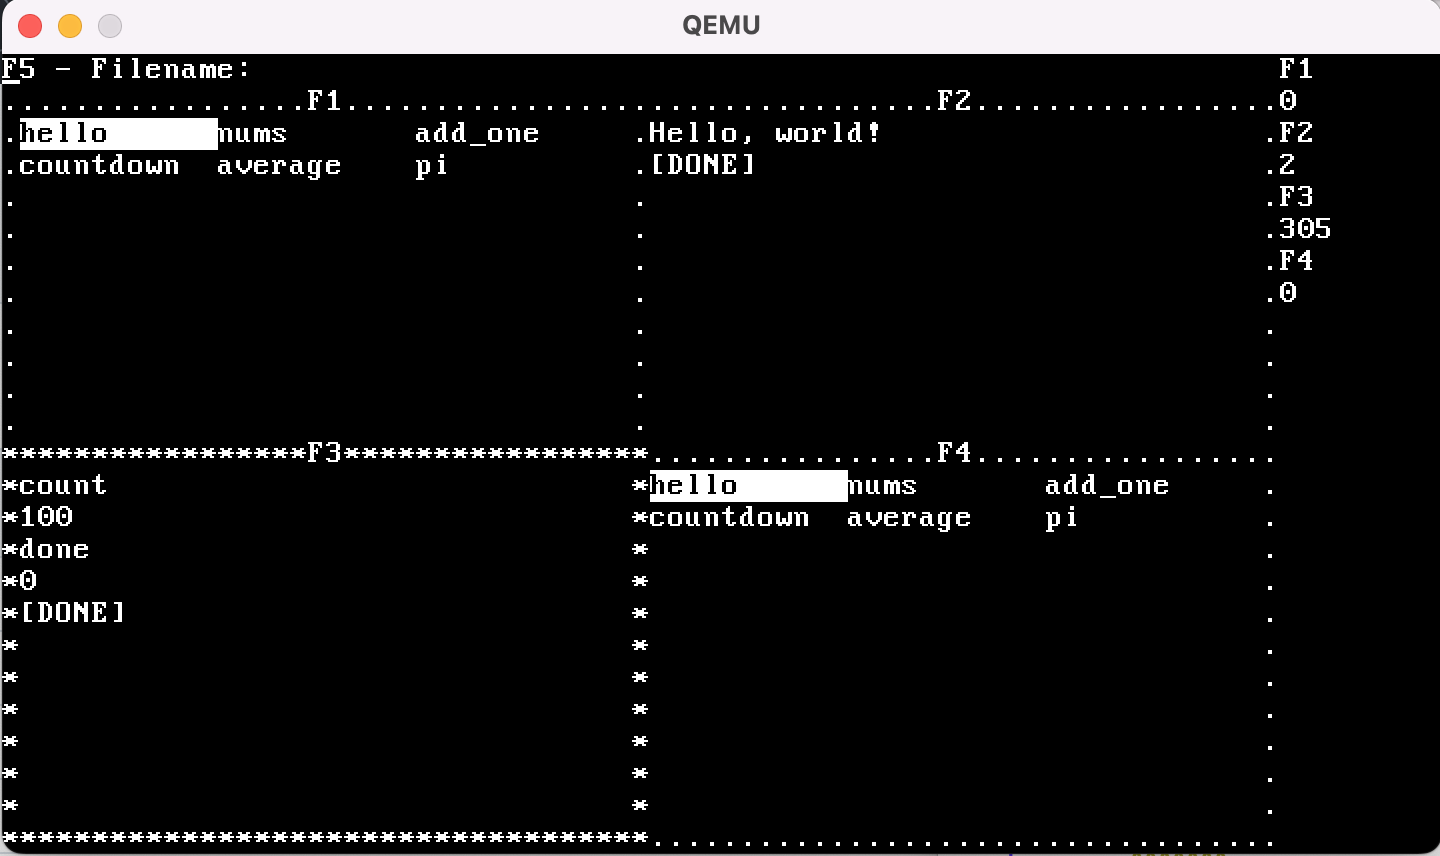 QEMU
F5 - Filename:
F1
F2
hello nums add_one
countdown average pi
Hello, world!
[DONE]
F3
count
100
done
0
[DONE]
F4
hello nums add_one
countdown average pi
F1
0
F2
2
F3
305
F4
0